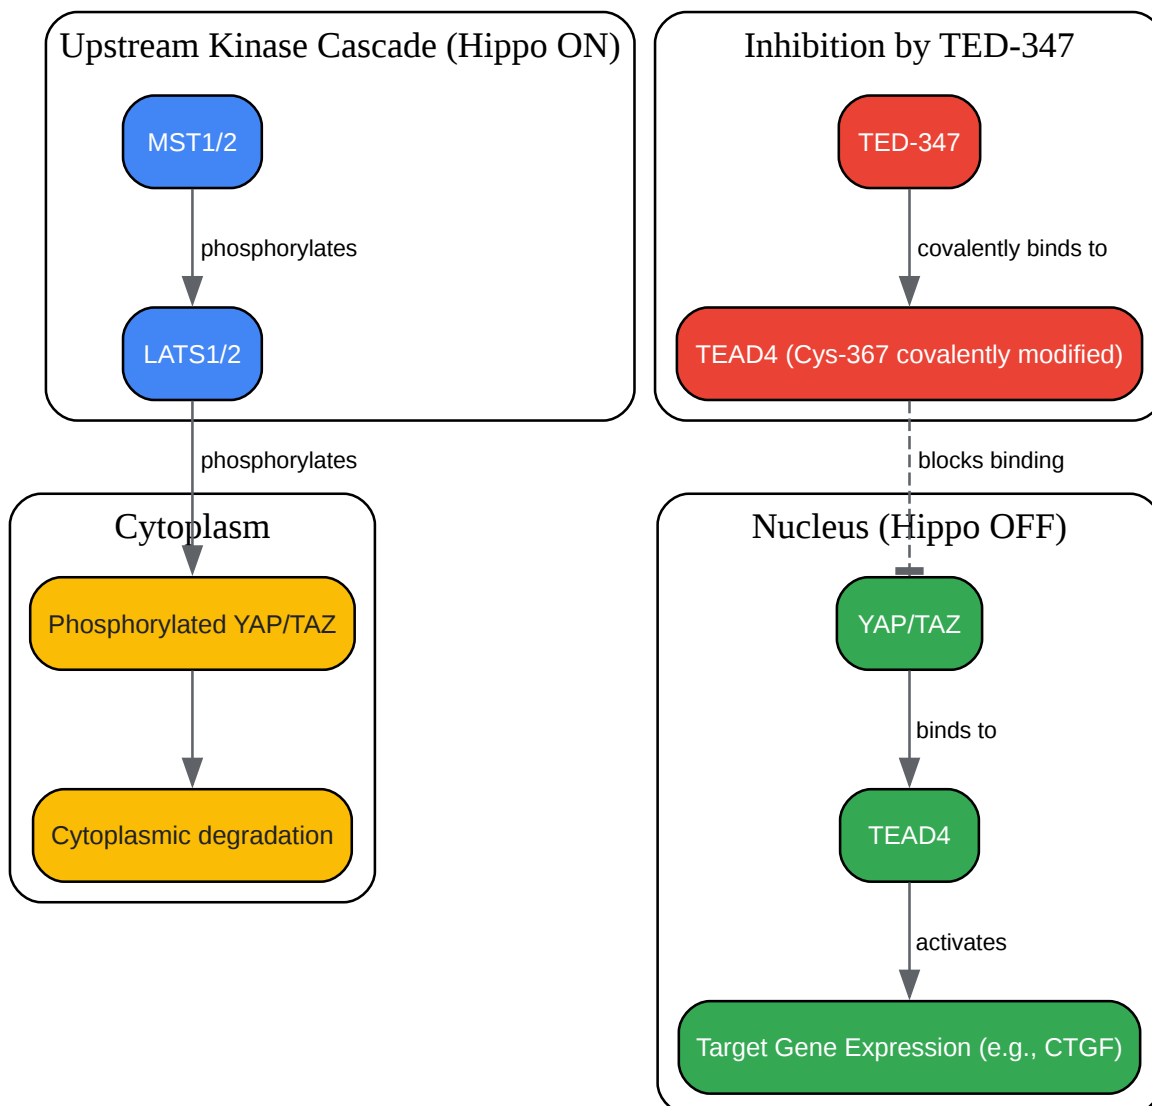 Upstream Kinase Cascade (Hippo ON)
MST1/2
phosphorylates
LATS1/2
phosphorylates
Cytoplasm
Phosphorylated YAP/TAZ
Cytoplasmic degradation
Inhibition by TED-347
TED-347
covalently binds to
TEAD4 (Cys-367 covalently modified)
blocks binding
Nucleus (Hippo OFF)
YAP/TAZ
binds to
TEAD4
activates
Target Gene Expression (e.g., CTGF)